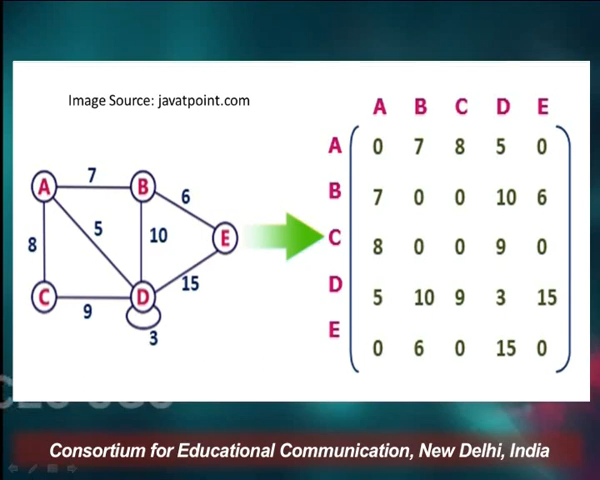 Image Source: javatpoint.com
A B C D E
A 0 7 8 5 0
B 7 0 0 10 6
C 8 0 0 9 0
D 5 10 9 3 15
E 0 6 0 15 0
A 7 B 6
8 5 10 E
15
C 9 D
3
Consortium for Educational Communication, New Delhi, India